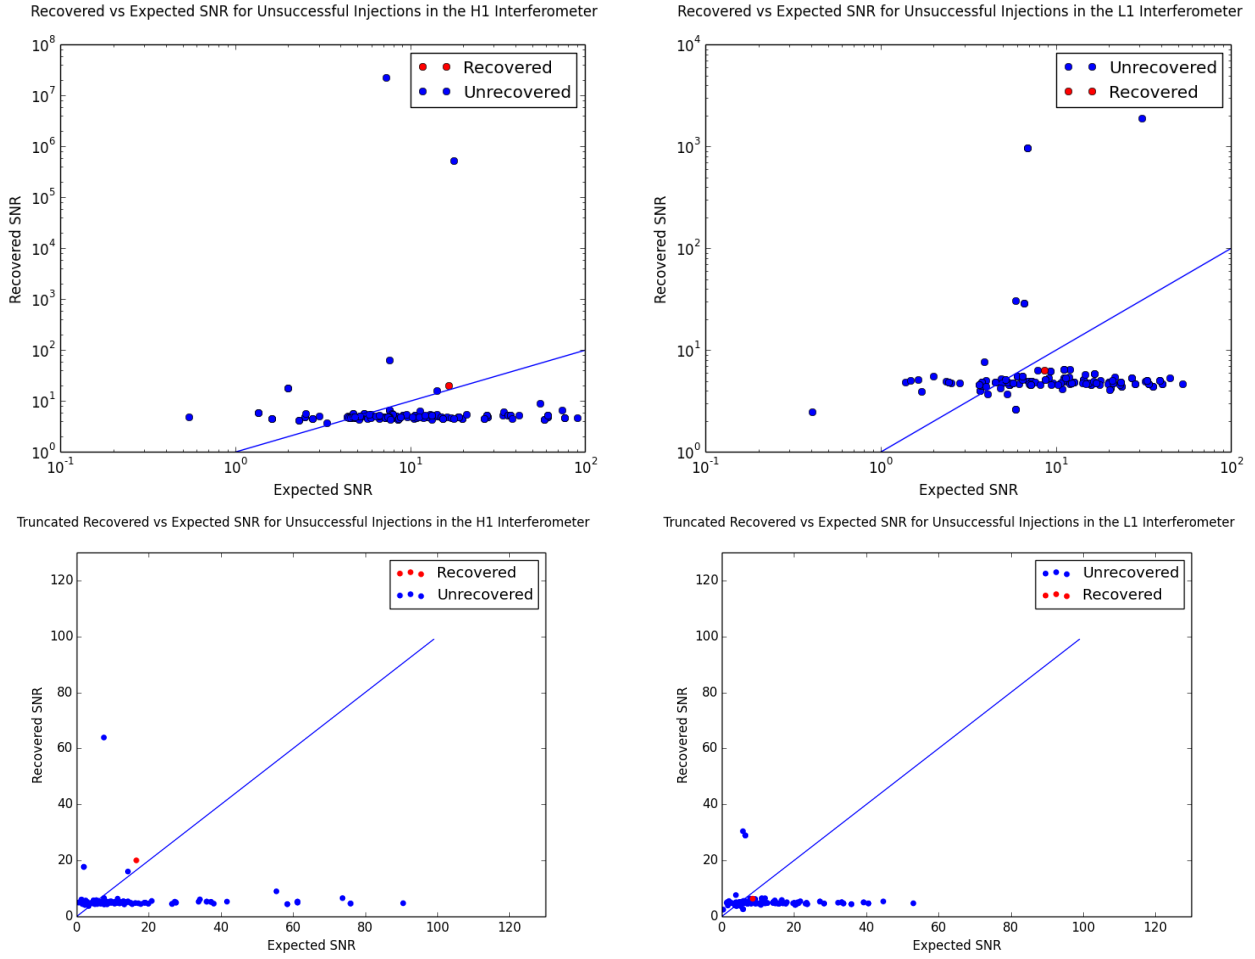 Recovered vs Expected SNR for Unsuccessful Injections in the H1 Interferometer
10^8
10^7
10^6
10^5
10^4
10^3
10^2
10^1
10^0
Recovered SNR
Recovered
Unrecovered
10^-1
10^0
10^1
10^2
Expected SNR
Recovered vs Expected SNR for Unsuccessful Injections in the L1 Interferometer
10^4
10^3
10^2
10^1
10^0
Recovered SNR
Unrecovered
Recovered
10^-1
10^0
10^1
10^2
Expected SNR
Truncated Recovered vs Expected SNR for Unsuccessful Injections in the H1 Interferometer
120
100
80
60
40
20
0
Recovered SNR
Recovered
Unrecovered
0 20 40 60 80 100 120
Expected SNR
Truncated Recovered vs Expected SNR for Unsuccessful Injections in the L1 Interferometer
120
100
80
60
40
20
0
Recovered SNR
Unrecovered
Recovered
0 20 40 60 80 100 120
Expected SNR